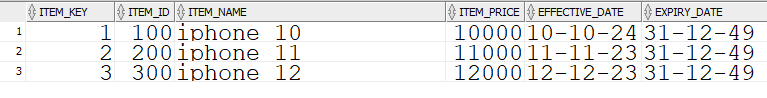 ITEM_KEY ITEM_ID ITEM_NAME ITEM_PRICE EFFECTIVE_DATE EXPIRY_DATE
1 1 100 iphone 10 10000 10-10-24 31-12-49
2 2 200 iphone 11 11000 11-11-23 31-12-49
3 3 300 iphone 12 12000 12-12-23 31-12-49